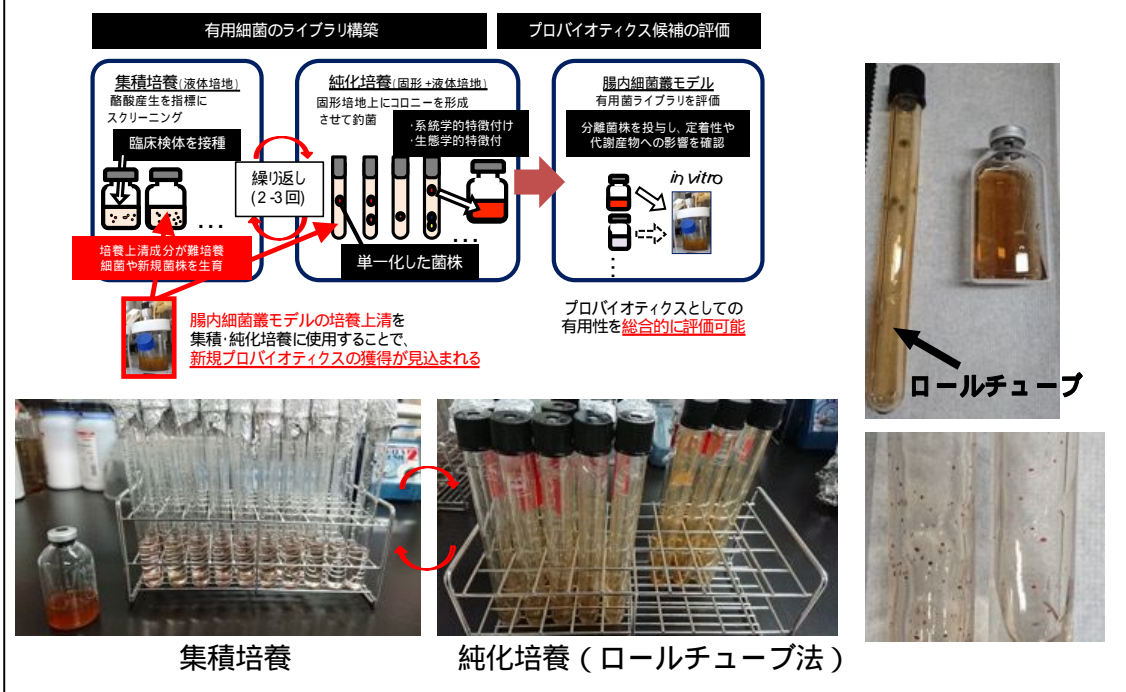 有用細菌のライブラリ構築
プロバイオティクス候補の評価
集積培養(液体培地)
酪酸産生を指標に
スクリーニング
臨床検体を接種
…
培養上清成分が難培養
細菌や新規菌株を生育
繰り返し
(2-3回)
純化培養(固形+液体培地)
固形培地上にコロニーを形成
させて釣菌
・系統学的特徴付け
・生態学的特徴付
…
単一化した菌株
腸内細菌叢モデル
有用菌ライブラリを評価
分離菌株を投与し、定着性や
代謝産物への影響を確認
in vitro
腸内細菌叢モデルの培養上清を
集積・純化培養に使用することで、
新規プロバイオティクスの獲得が見込まれる
プロバイオティクスとしての
有用性を総合的に評価可能
ロールチューブ
集積培養
純化培養(ロールチューブ法)